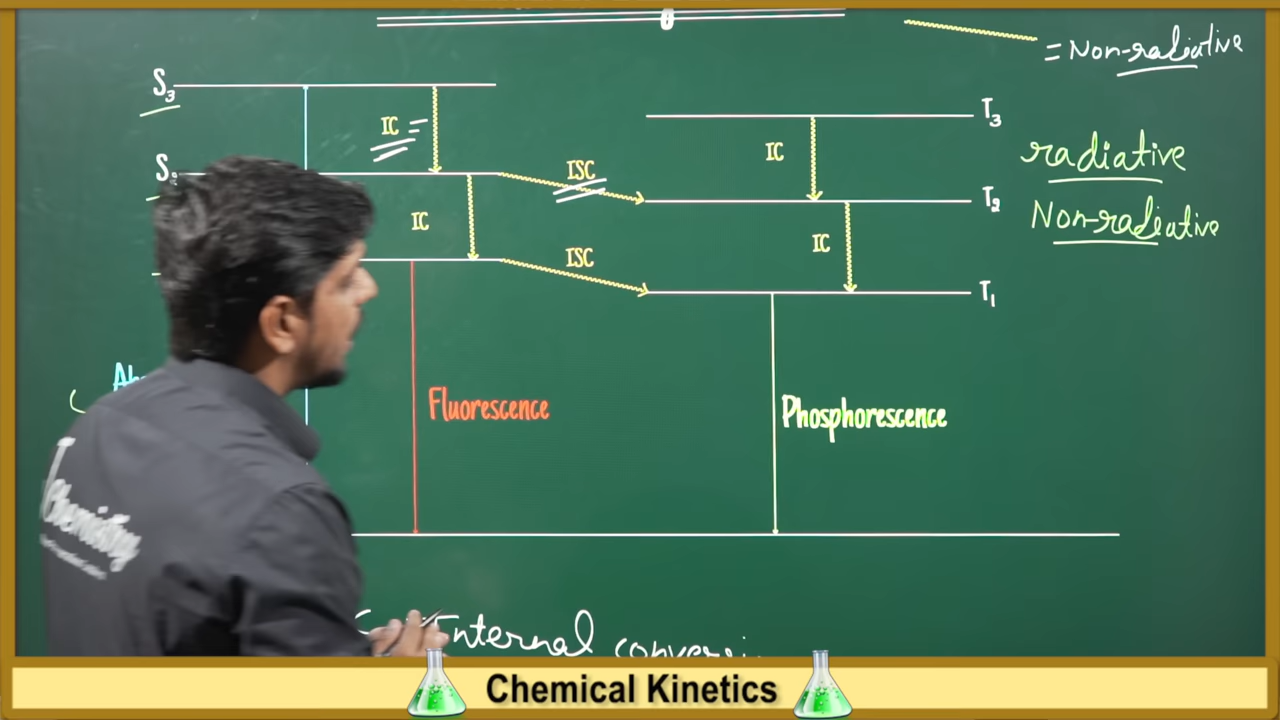 = Non-radiative
S3
T3
IC
IC
radiative
S
ISC
T2
Non-radiative
IC
IC
ISC
T1
Fluorescence
Phosphorescence
Chemistry
Internal
Chemical Kinetics